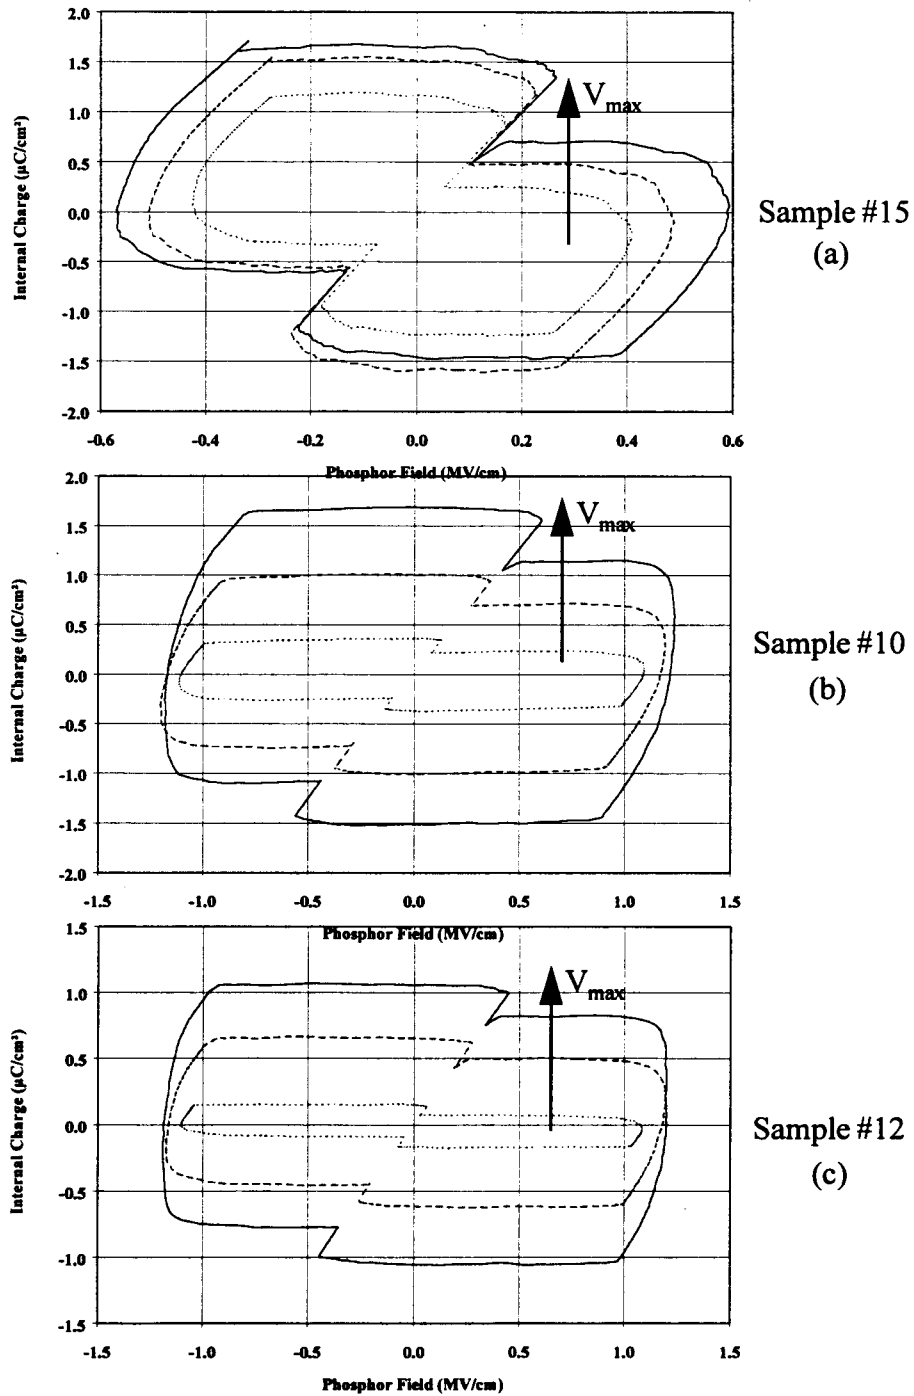 2.0
1.5
1.0
0.5
0.0
-0.5
-1.0
-1.5
-2.0
Internal Charge (µC/cm²)
-0.6 -0.4 -0.2 0.0 0.2 0.4 0.6
Phosphor Field (MV/cm)
Vmax
Sample #15
(a)
2.0
1.5
1.0
0.5
0.0
-0.5
-1.0
-1.5
-2.0
Internal Charge (µC/cm²)
-1.5 -1.0 -0.5 0.0 0.5 1.0 1.5
Phosphor Field (MV/cm)
Vmax
Sample #10
(b)
1.5
1.0
0.5
0.0
-0.5
-1.0
-1.5
Internal Charge (µC/cm²)
-1.5 -1.0 -0.5 0.0 0.5 1.0 1.5
Phosphor Field (MV/cm)
Vmax
Sample #12
(c)